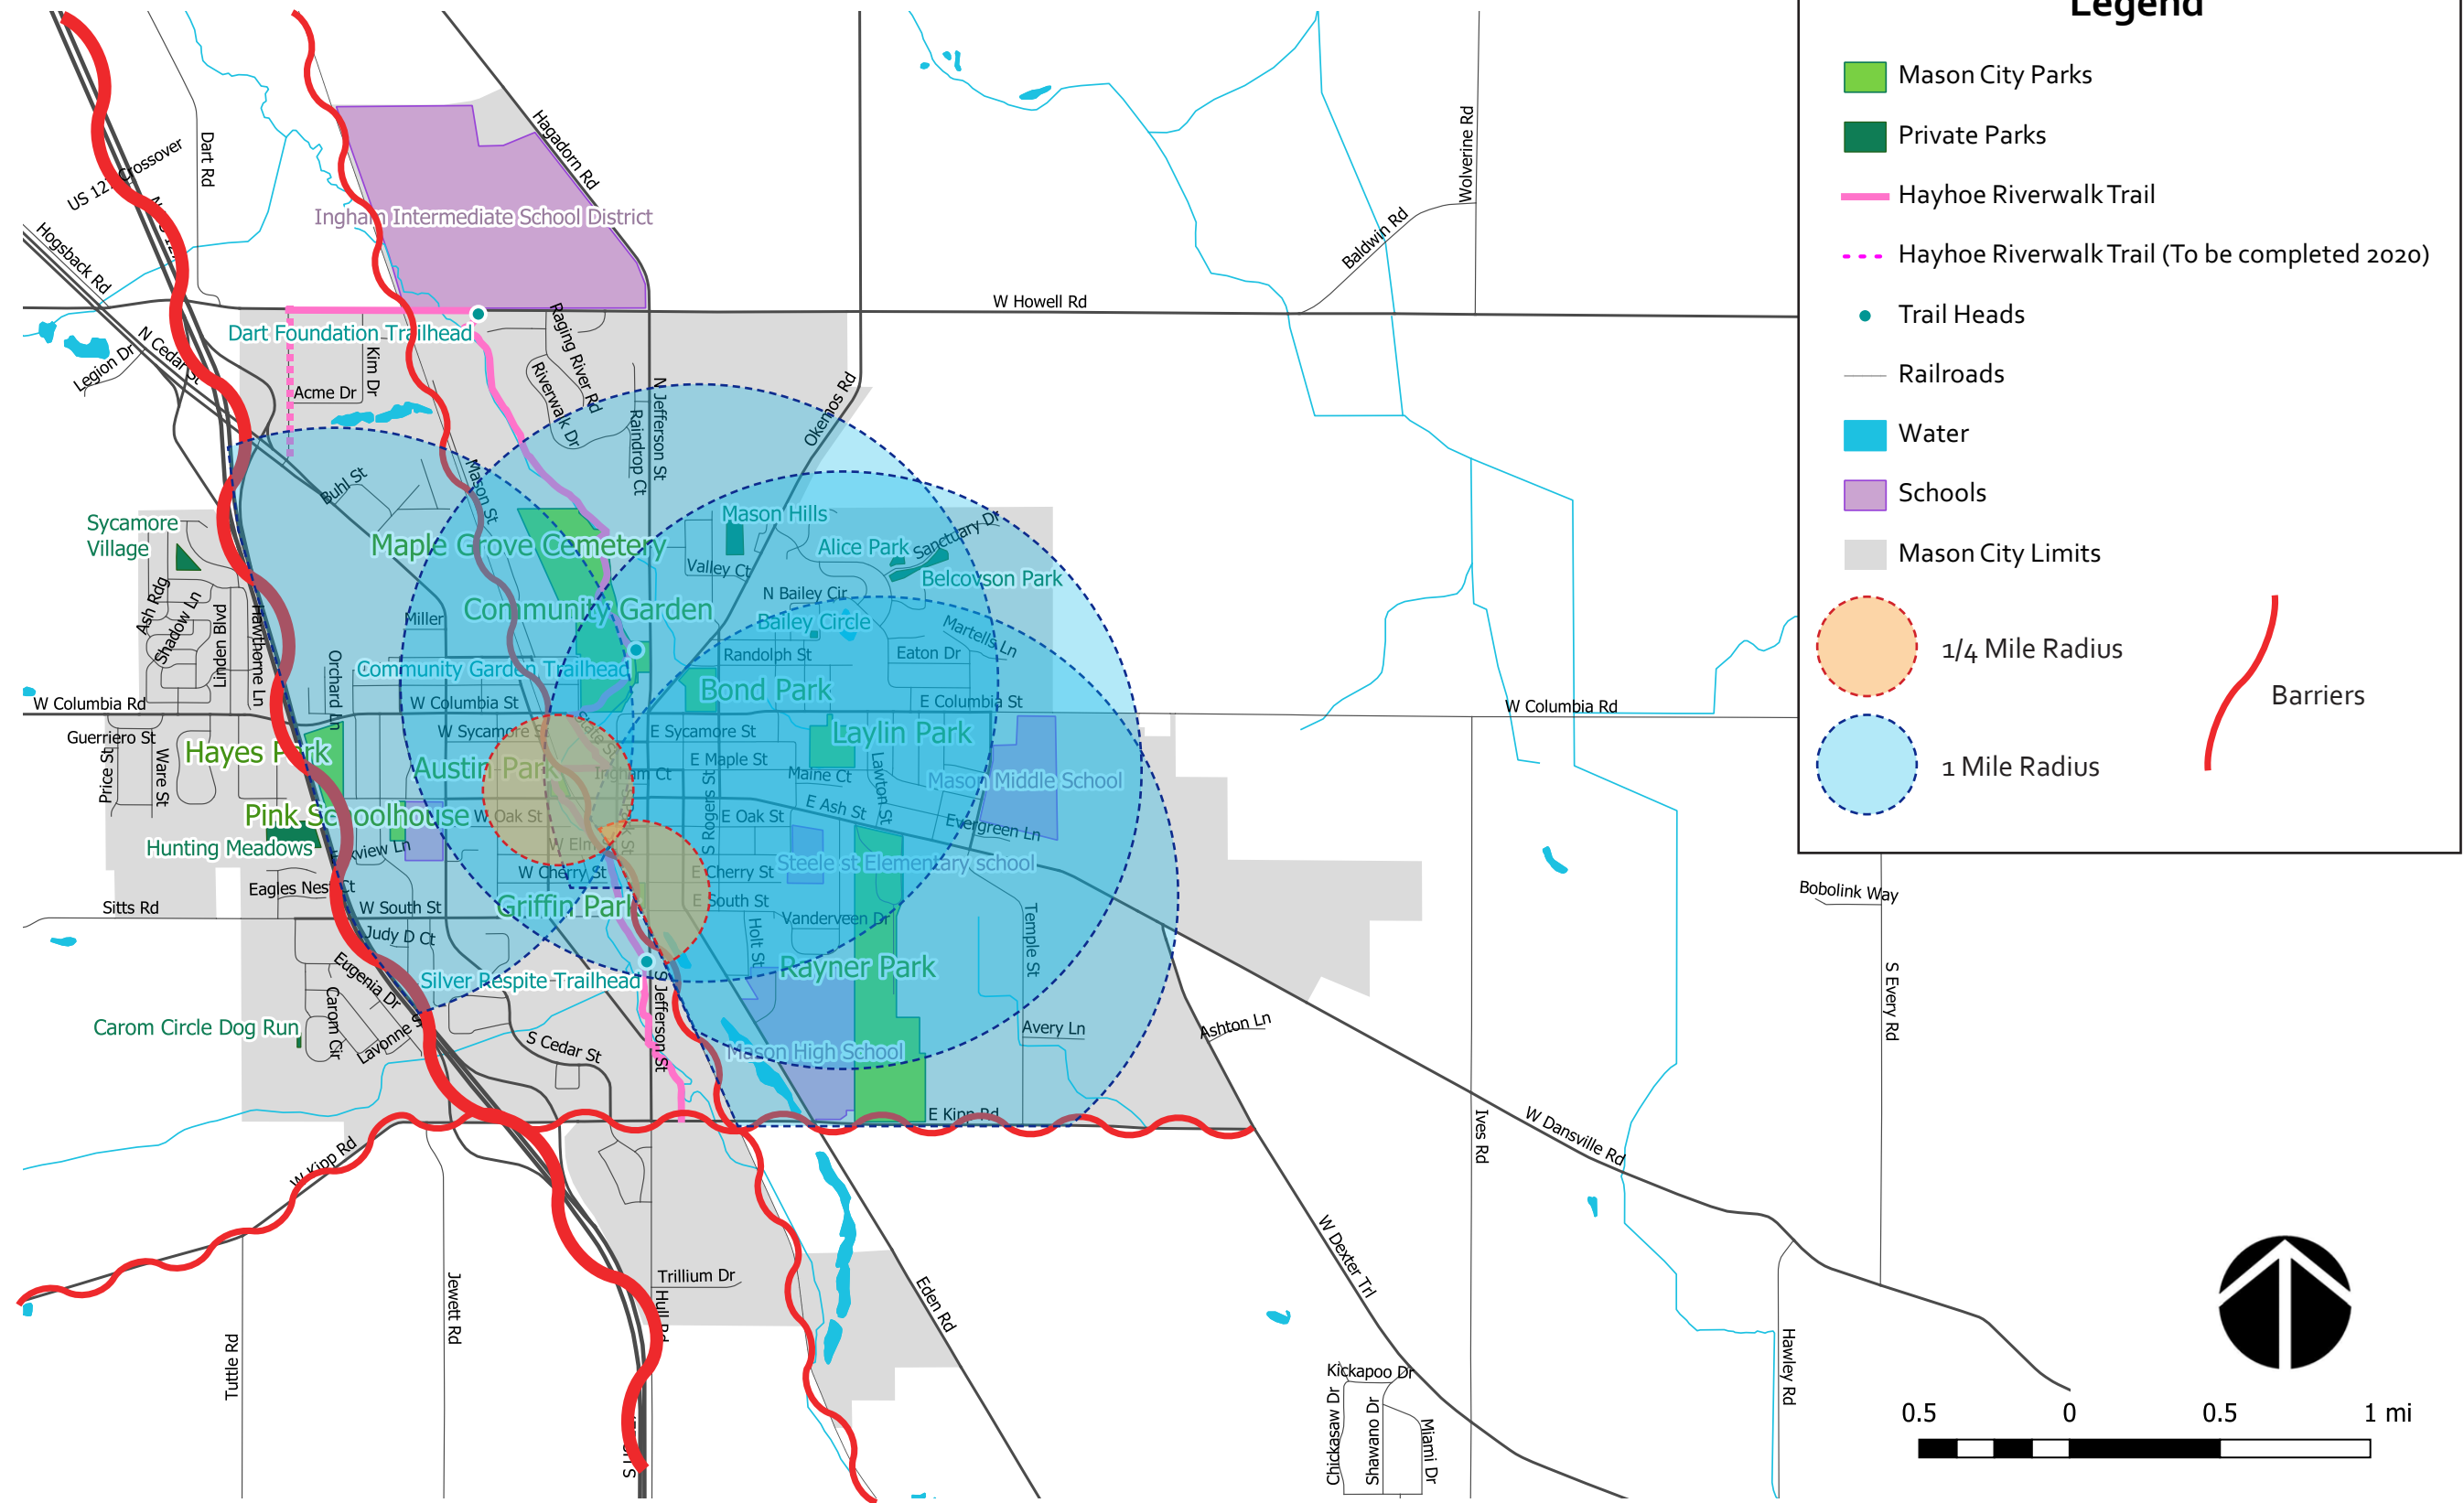 Legend
Mason City Parks
Private Parks
Hayhoe Riverwalk Trail
Hayhoe Riverwalk Trail (To be completed 2020)
Trail Heads
Railroads
Water
Schools
Mason City Limits
1/4 Mile Radius
1 Mile Radius
Barriers
0.5 0 0.5 1 mi
Dart Rd
US 127 Crossover
Hagadorn Rd
Wolverine Rd
Baldwin Rd
Ingham Intermediate School District
Hogsback Rd
W Howell Rd
Dart Foundation Trailhead
Raging River Rd
N Cedar St
Legion Dr
Kim Dr
Acme Dr
Riverwalk Dr
N Jefferson St
Raindrop Ct
Okemos Rd
Buhl St
Mason St
Sycamore
Village
Mason Hills
Maple Grove Cemetery
Alice Park
Sanctuary Dr
Valley Ct
Belcovson Park
Ash Rdg
Shadow Ln
Linden Blvd
Hawthorne Ln
Miller
Community Garden
N Bailey Cir
Bailey Circle
Martells Ln
Randolph St
Eaton Dr
Orchard Ln
Community Garden Trailhead
Bond Park
W Columbia Rd
W Columbia St
E Columbia St
W Columbia Rd
Guerriero St
W Sycamore St
E Sycamore St
Laylin Park
Hayes Park
Price St
Ware St
Austin Park
State St
Ingham Ct
E Maple St
Maine Ct
Lawton St
Mason Middle School
S Rogers St
E Ash St
Pink Schoolhouse
W Oak St
E Oak St
Evergreen Ln
Hunting Meadows
W Elm
Steele st Elementary school
Eagles Nest Ct
W Cherry St
E Cherry St
Sitts Rd
W South St
Griffin Park
E South St
Vanderveen Dr
Holt St
Temple St
Judy D Ct
Eugenia Dr
Rayner Park
Silver Respite Trailhead
Carom Circle Dog Run
Carom Cir
Lavonne St
S Cedar St
S Jefferson St
Mason High School
Avery Ln
Ashton Ln
Bobolink Way
S Every Rd
E Kipp Rd
W Kipp Rd
Ives Rd
W Dansville Rd
Trillium Dr
Hull Rd
Jewett Rd
Tuttle Rd
Eden Rd
W Dexter Trl
Kickapoo Dr
Chickasaw Dr
Shawano Dr
Miami Dr
Hawley Rd